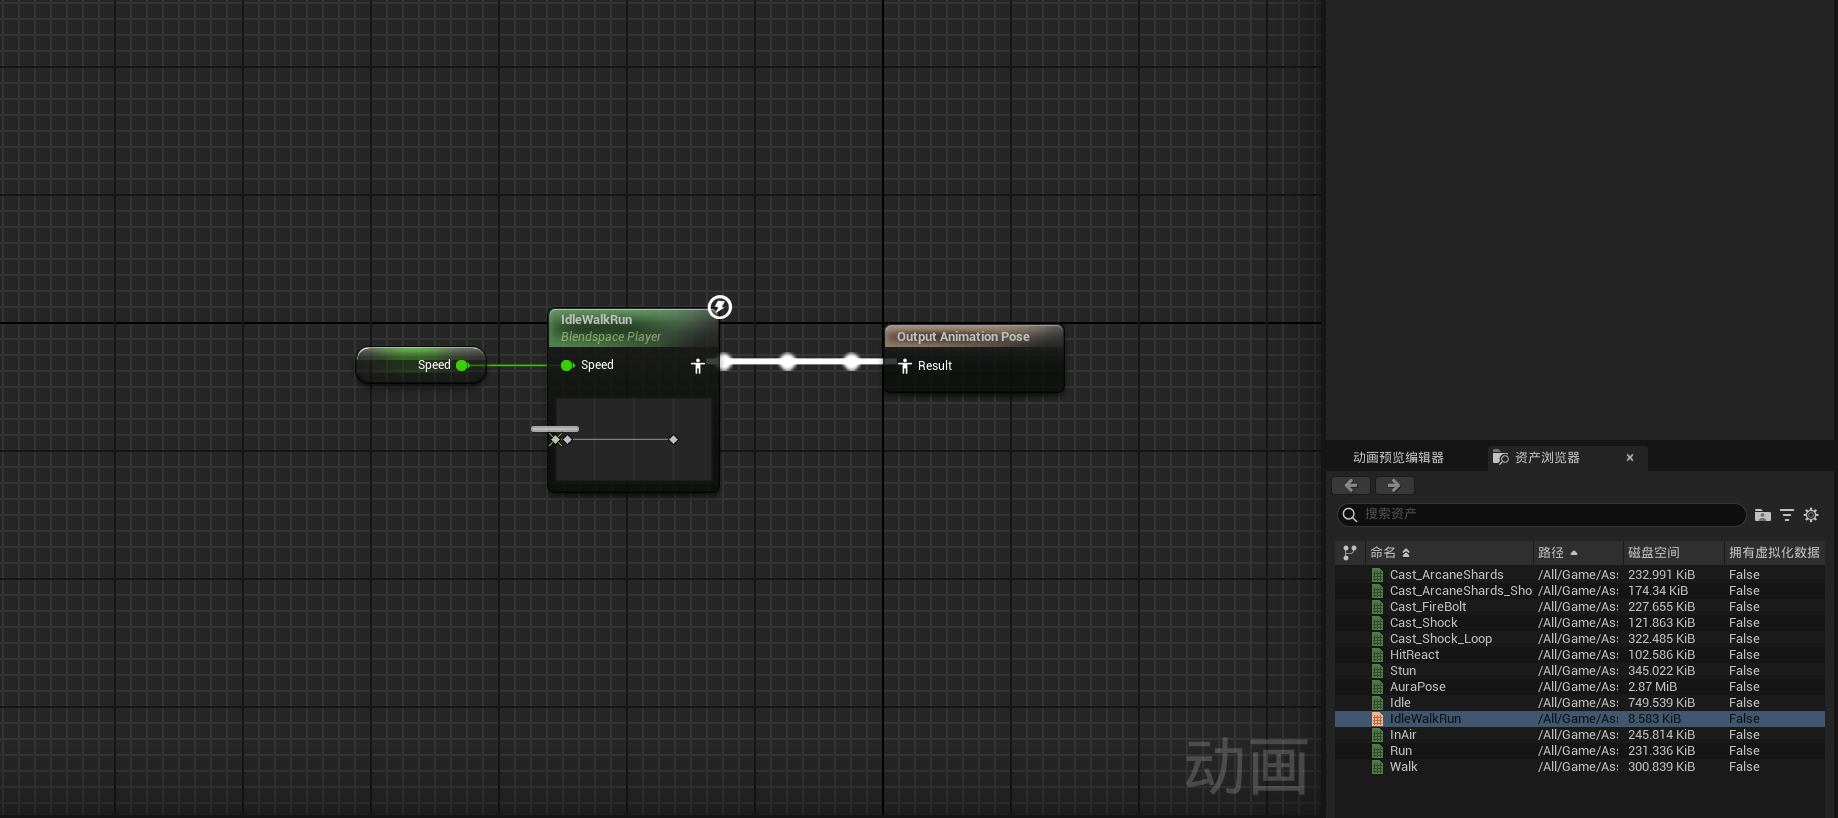 IdleWalkRun
Blendspace Player
Speed
Speed
Output Animation Pose
Result
动画
动画预览编辑器
资产浏览器
搜索资产
命名 路径 磁盘空间 拥有虚拟化数据
Cast_ArcaneShards /All/Game/As 232.991 KiB False
Cast_ArcaneShards_Sho /All/Game/As 174.34 KiB False
Cast_FireBolt /All/Game/As 227.655 KiB False
Cast_Shock /All/Game/As 121.863 KiB False
Cast_Shock_Loop /All/Game/As 322.485 KiB False
HitReact /All/Game/As 102.586 KiB False
Stun /All/Game/As 345.022 KiB False
AuraPose /All/Game/As 2.87 MiB False
Idle /All/Game/As 749.539 KiB False
IdleWalkRun /All/Game/As 8.583 KiB False
InAir /All/Game/As 245.814 KiB False
Run /All/Game/As 231.336 KiB False
Walk /All/Game/As 300.839 KiB False